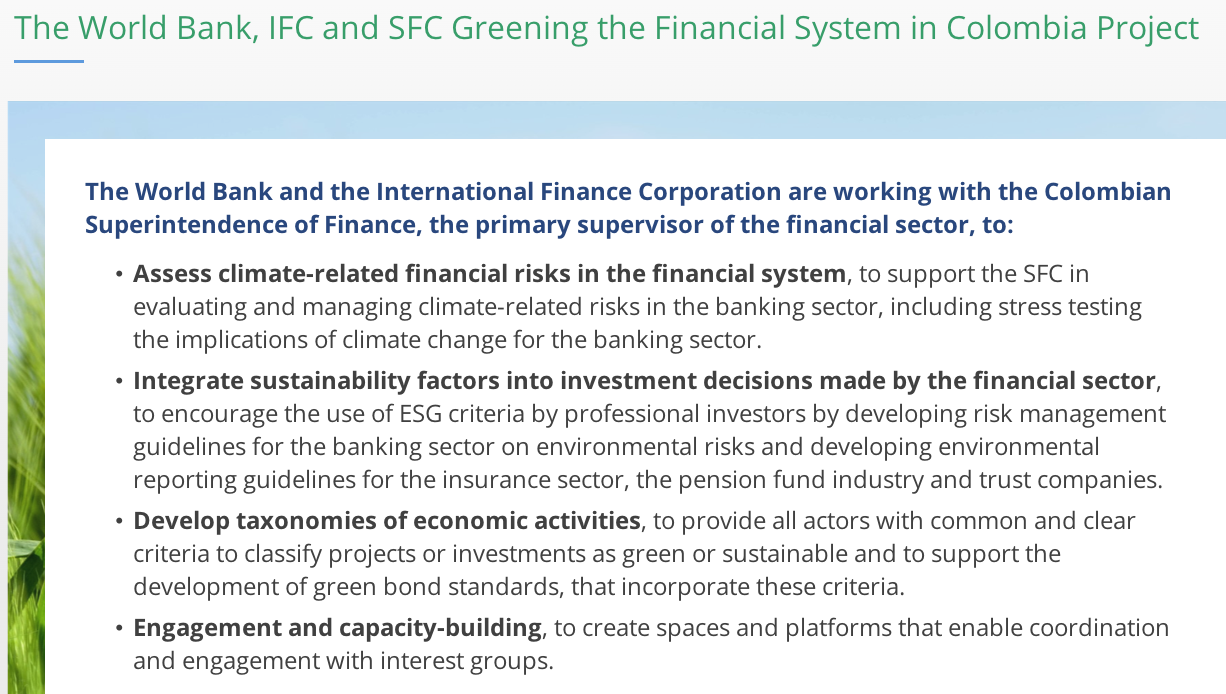 The World Bank, IFC and SFC Greening the Financial System in Colombia Project
The World Bank and the International Finance Corporation are working with the Colombian
Superintendence of Finance, the primary supervisor of the financial sector, to:
• Assess climate-related financial risks in the financial system, to support the SFC in
evaluating and managing climate-related risks in the banking sector, including stress testing
the implications of climate change for the banking sector.
• Integrate sustainability factors into investment decisions made by the financial sector,
to encourage the use of ESG criteria by professional investors by developing risk management
guidelines for the banking sector on environmental risks and developing environmental
reporting guidelines for the insurance sector, the pension fund industry and trust companies.
• Develop taxonomies of economic activities, to provide all actors with common and clear
criteria to classify projects or investments as green or sustainable and to support the
development of green bond standards, that incorporate these criteria.
• Engagement and capacity-building, to create spaces and platforms that enable coordination
and engagement with interest groups.